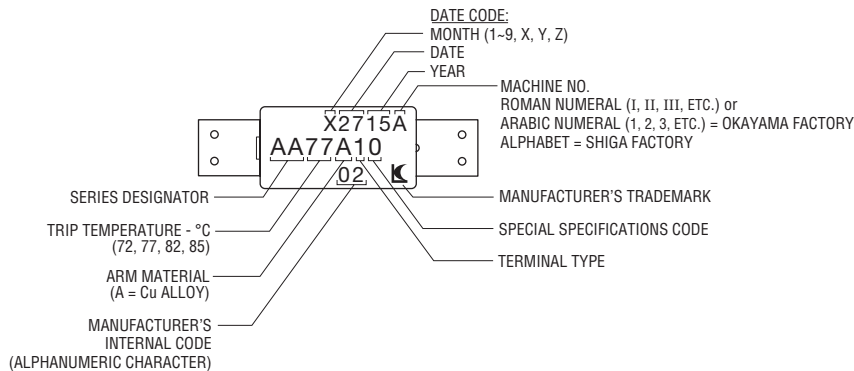 DATE CODE:
MONTH (1~9, X, Y, Z)
DATE
YEAR
MACHINE NO.
ROMAN NUMERAL (I, II, III, ETC.) or
ARABIC NUMERAL (1, 2, 3, ETC.) = OKAYAMA FACTORY
ALPHABET = SHIGA FACTORY
X2715A
AA77A10
02
SERIES DESIGNATOR
TRIP TEMPERATURE - °C
(72, 77, 82, 85)
ARM MATERIAL
(A = Cu ALLOY)
MANUFACTURER'S
INTERNAL CODE
(ALPHANUMERIC CHARACTER)
MANUFACTURER'S TRADEMARK
SPECIAL SPECIFICATIONS CODE
TERMINAL TYPE